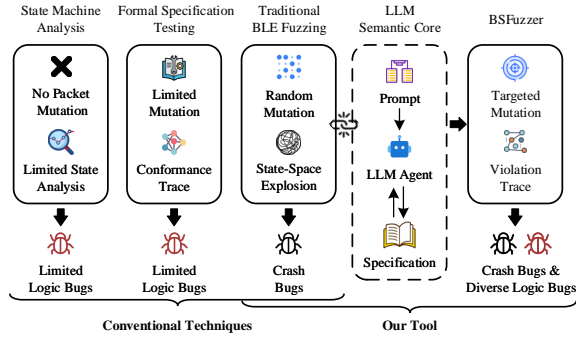 State Machine
Analysis
Formal Specification
Testing
Traditional
BLE Fuzzing
LLM
Semantic Core
BSFuzzer
No Packet
Mutation
Limited State
Analysis
Limited
Mutation
Conformance
Trace
Random
Mutation
State-Space
Explosion
Prompt
LLM Agent
Specification
Targeted
Mutation
Violation
Trace
Limited
Logic Bugs
Limited
Logic Bugs
Crash
Bugs
Crash Bugs &
Diverse Logic Bugs
Conventional Techniques
Our Tool